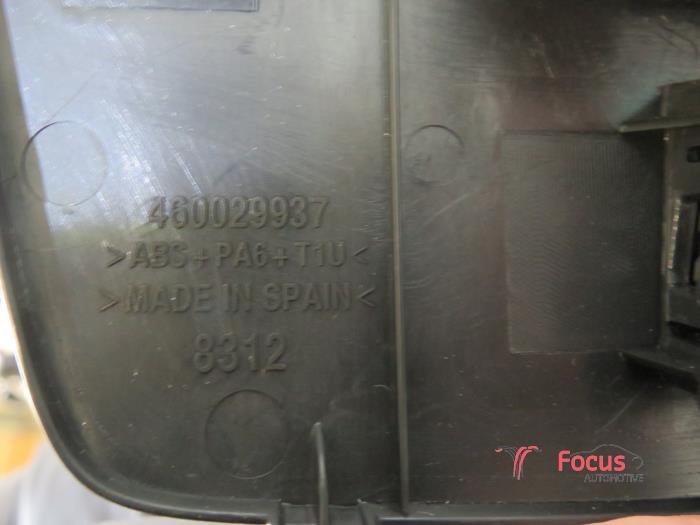 460029937
>ABS+PA6+T1U<
>MADE IN SPAIN<
8312
Focus
AUTOMOTIVE